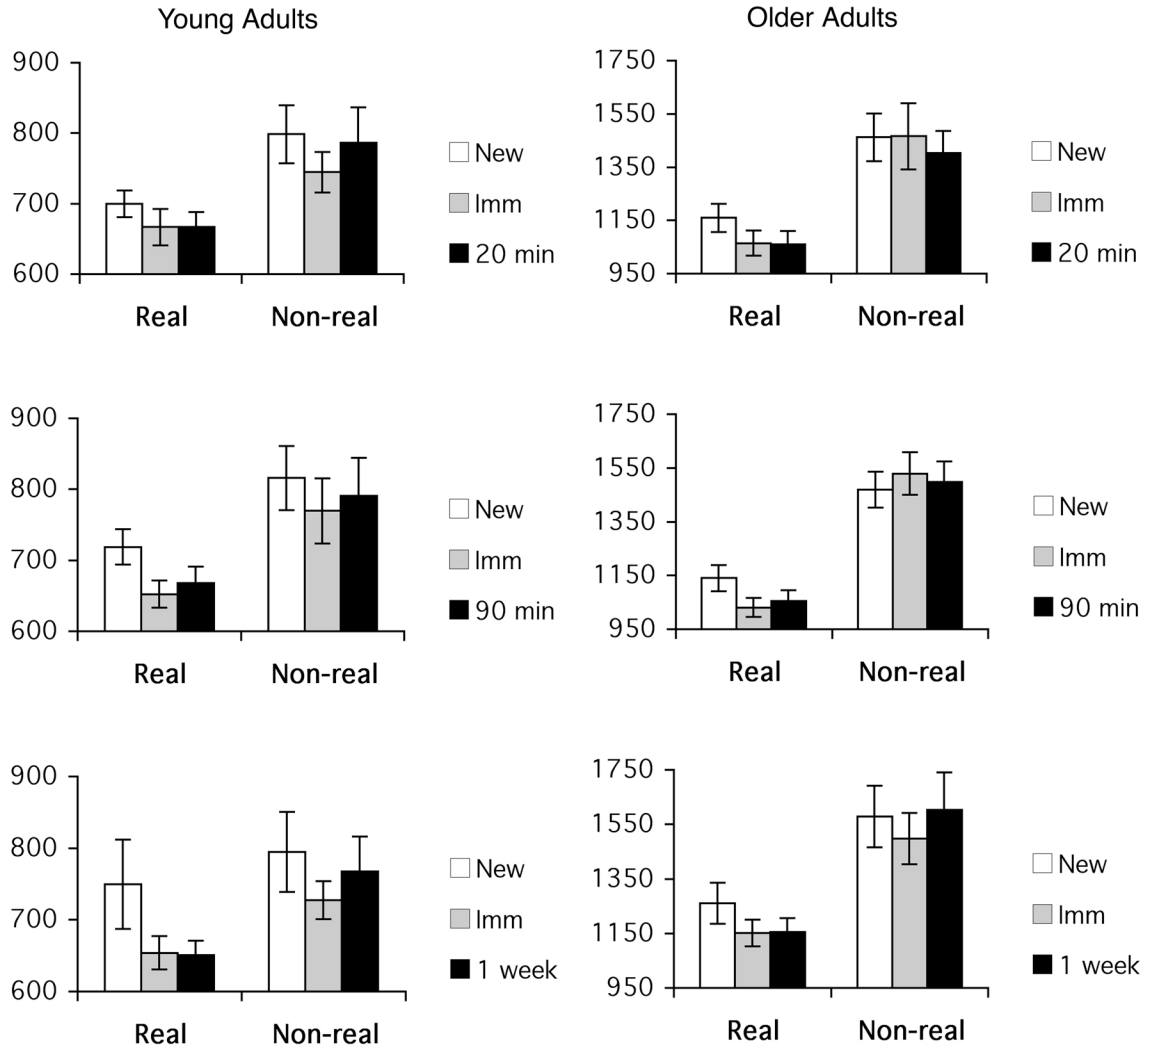 Young Adults
900
800
700
600
Real Non-real
New
Imm
20 min
Older Adults
1750
1550
1350
1150
950
Real Non-real
New
Imm
20 min
900
800
700
600
Real Non-real
New
Imm
90 min
1750
1550
1350
1150
950
Real Non-real
New
Imm
90 min
900
800
700
600
Real Non-real
New
Imm
1 week
1750
1550
1350
1150
950
Real Non-real
New
Imm
1 week